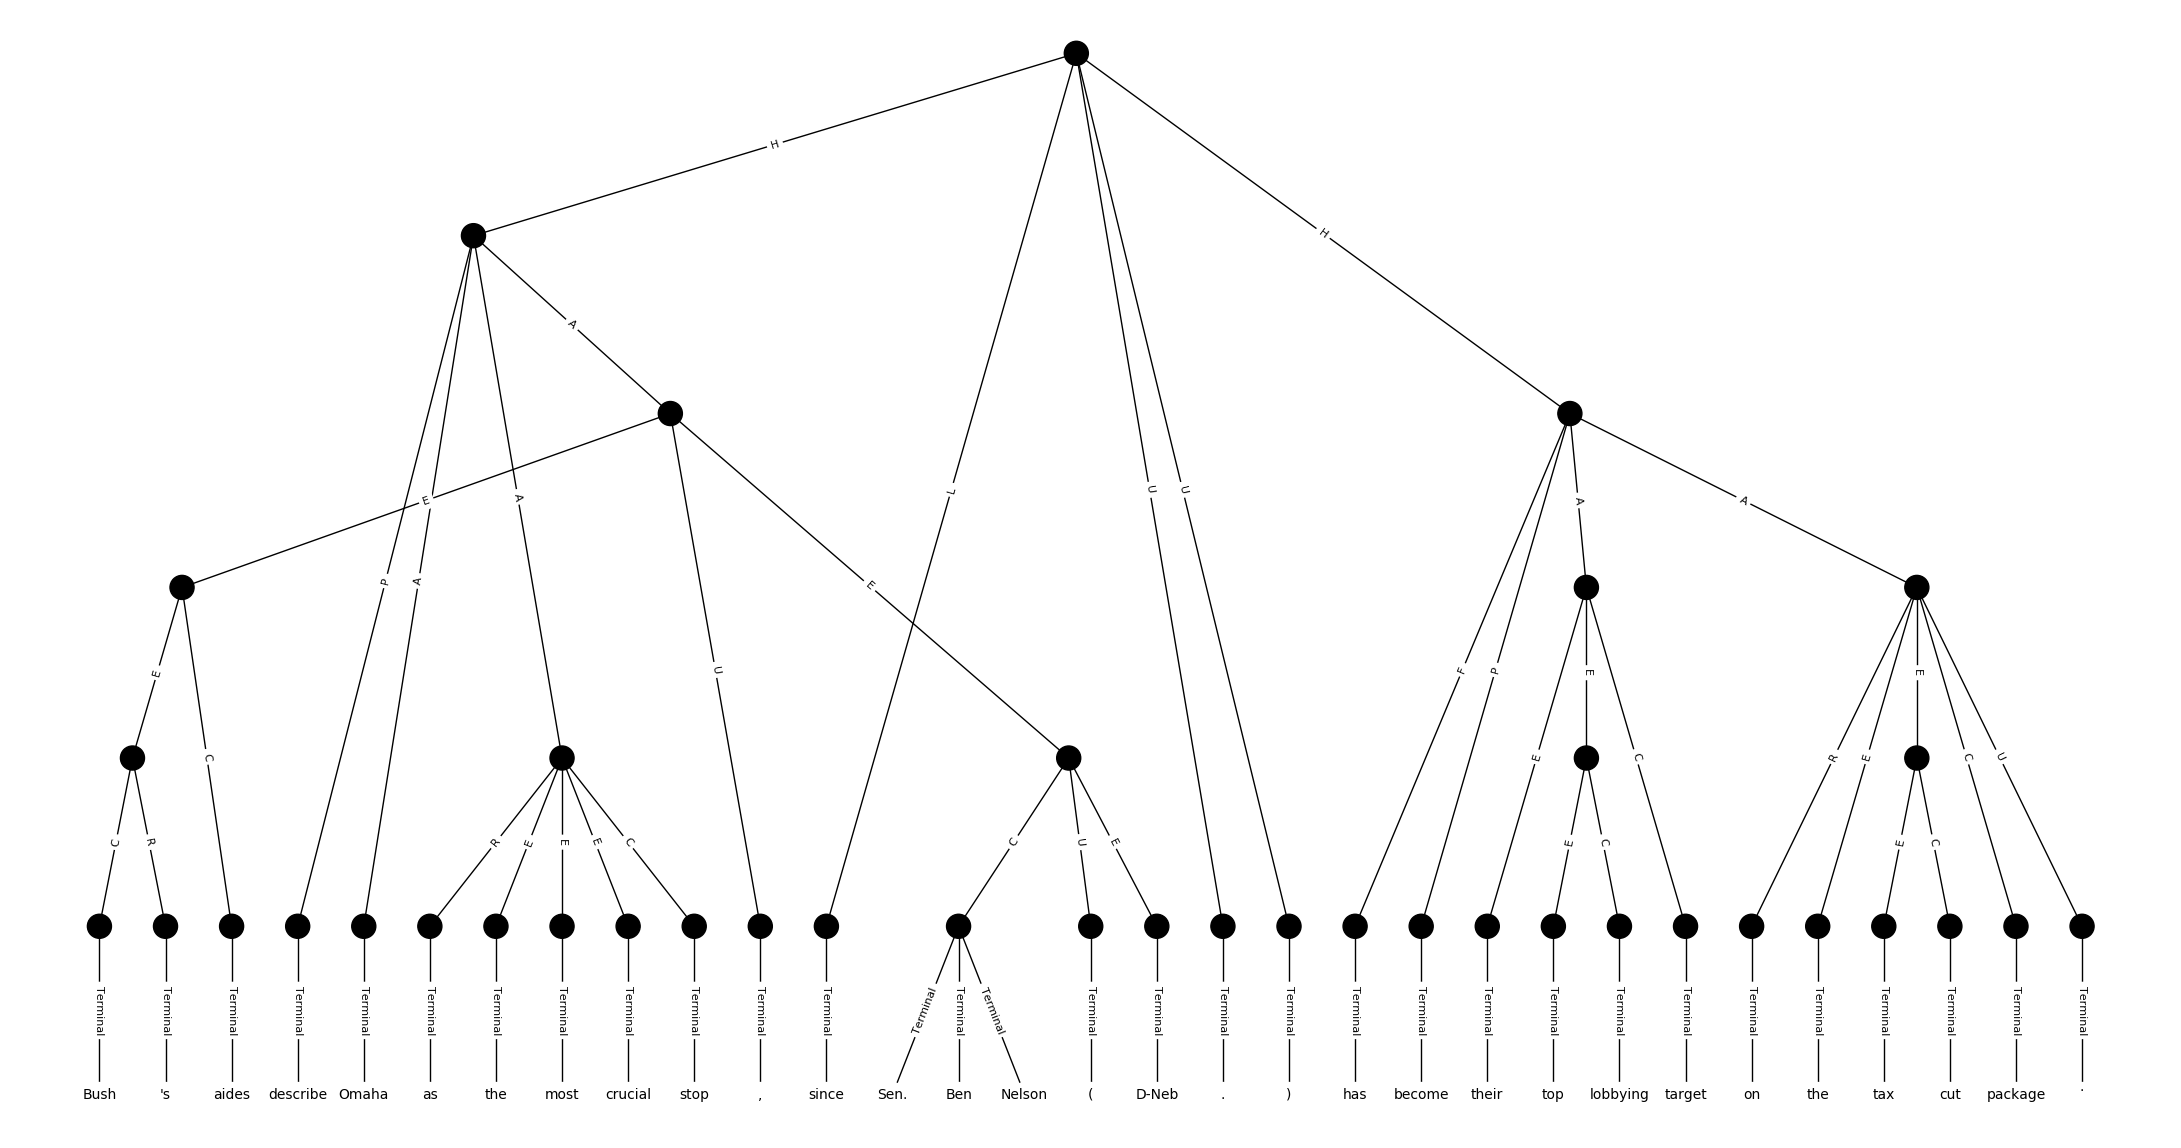 H
H
A
E
A
L
U
U
A
A
P
A
E
F
P
E
U
E
E
R
E
C
C
E
C
U
C
R
R
E
E
E
C
C
U
E
E
C
E
C
Terminal Terminal Terminal Terminal Terminal Terminal Terminal Terminal Terminal Terminal Terminal Terminal Terminal Terminal Terminal Terminal Terminal Terminal Terminal Terminal Terminal Terminal Terminal Terminal Terminal Terminal Terminal Terminal Terminal Terminal Terminal
Bush 's aides describe Omaha as the most crucial stop , since Sen. Ben Nelson ( D-Neb . ) has become their top lobbying target on the tax cut package .